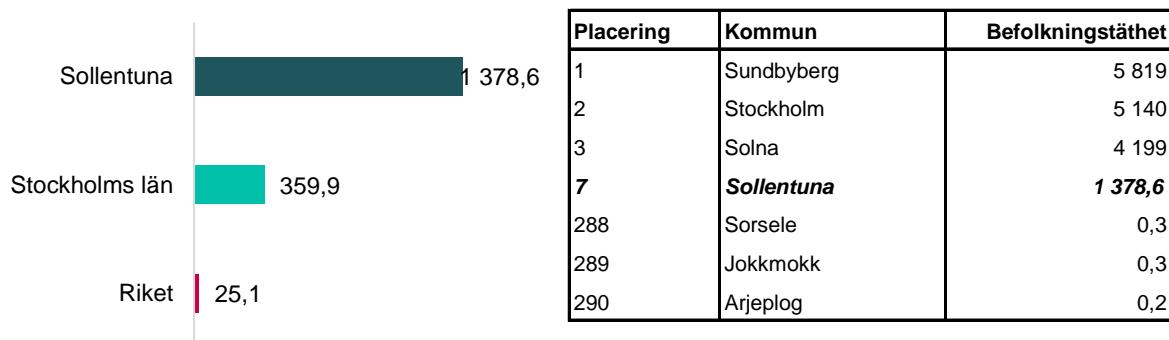 Sollentuna 1 378,6
Stockholms län 359,9
Riket 25,1
Placering Kommun Befolkningstäthet
1 Sundbyberg 5 819
2 Stockholm 5 140
3 Solna 4 199
7 Sollentuna 1 378,6
288 Sorsele 0,3
289 Jokkmokk 0,3
290 Arjeplog 0,2